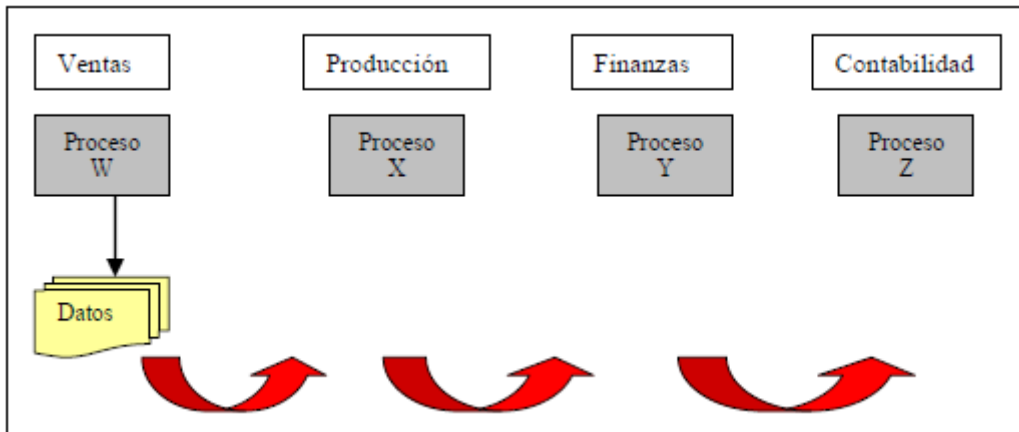 Ventas
Producción
Finanzas
Contabilidad
Proceso
W
Proceso
X
Proceso
Y
Proceso
Z
Datos